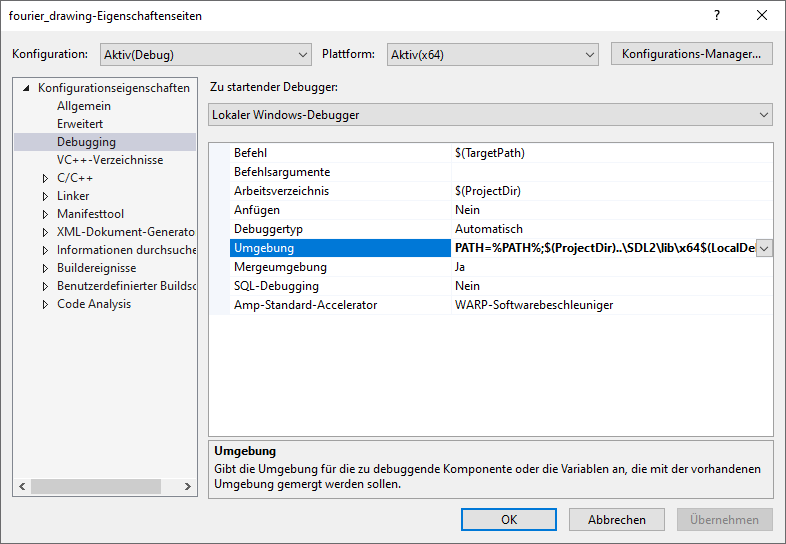 fourier_drawing-Eigenschaftenseiten
Konfiguration: Aktiv(Debug) Plattform: Aktiv(x64) Konfigurations-Manager...
Konfigurationseigenschaften
Allgemein
Erweitert
Debugging
VC++-Verzeichnisse
C/C++
Linker
Manifesttool
XML-Dokument-Generato
Informationen durchsuche
Buildereignisse
Benutzerdefinierter Buildsc
Code Analysis
Zu startender Debugger:
Lokaler Windows-Debugger
Befehl $(TargetPath)
Befehlsargumente
Arbeitsverzeichnis $(ProjectDir)
Anfügen Nein
Debuggertyp Automatisch
Umgebung PATH=%PATH%;$(ProjectDir)..\SDL2\lib\x64$(LocalDe
Mergeumgebung Ja
SQL-Debugging Nein
Amp-Standard-Accelerator WARP-Softwarebeschleuniger
Umgebung
Gibt die Umgebung für die zu debuggende Komponente oder die Variablen an, die mit der vorhandenen
Umgebung gemergt werden sollen.
OK Abbrechen Übernehmen